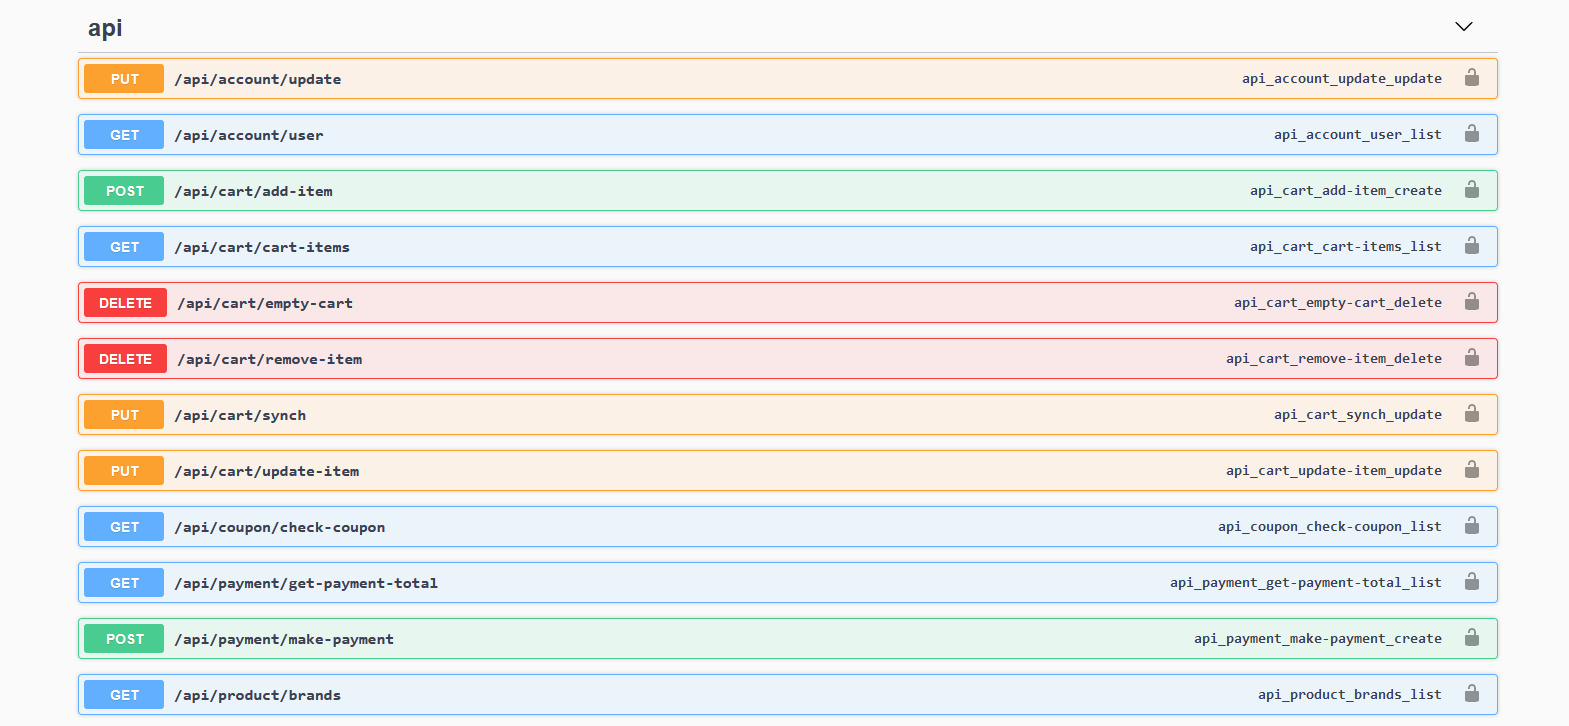 api
PUT /api/account/update api_account_update_update
GET /api/account/user api_account_user_list
POST /api/cart/add-item api_cart_add-item_create
GET /api/cart/cart-items api_cart_cart-items_list
DELETE /api/cart/empty-cart api_cart_empty-cart_delete
DELETE /api/cart/remove-item api_cart_remove-item_delete
PUT /api/cart/synch api_cart_synch_update
PUT /api/cart/update-item api_cart_update-item_update
GET /api/coupon/check-coupon api_coupon_check-coupon_list
GET /api/payment/get-payment-total api_payment_get-payment-total_list
POST /api/payment/make-payment api_payment_make-payment_create
GET /api/product/brands api_product_brands_list